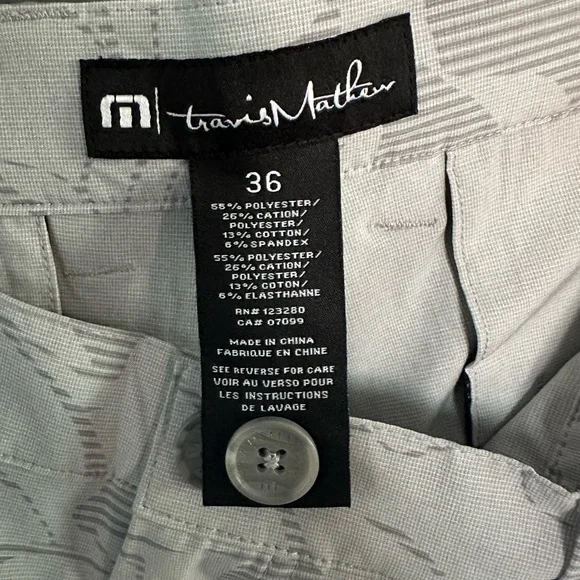 travisMathew
36
55% POLYESTER/
26% CATION/
POLYESTER/
13% COTTON/
6% SPANDEX
55% POLYESTER/
26% CATION/
POLYESTER/
13% COTON/
6% ELASTHANNE
RN# 123280
CA# 07099
MADE IN CHINA
FABRIQUE EN CHINE
SEE REVERSE FOR CARE
VOIR AU VERSO POUR
LES INSTRUCTIONS
DE LAVAGE